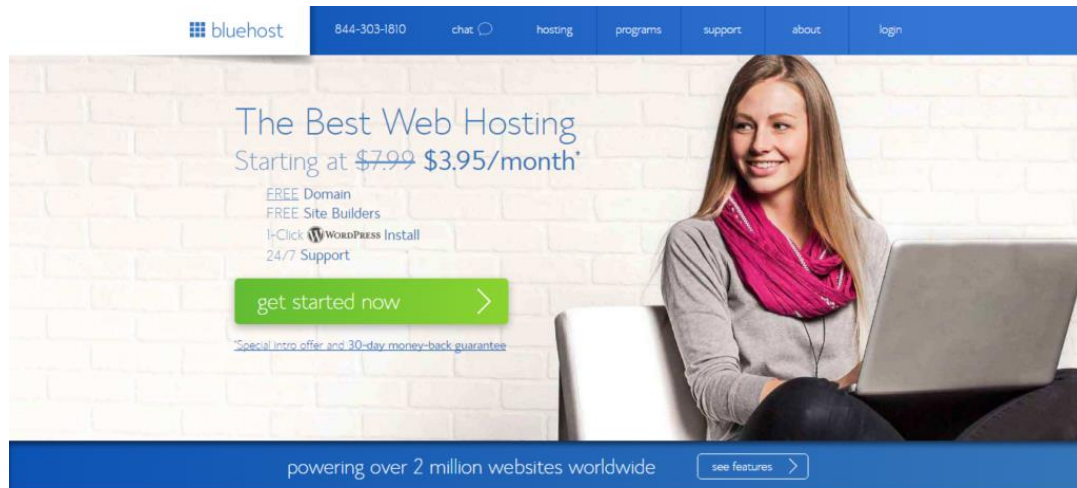 bluehost 844-303-1810 chat hosting programs support about login
The Best Web Hosting
Starting at $7.99 $3.95/month*
FREE Domain
FREE Site Builders
1-Click WORDPRESS Install
24/7 Support
get started now
*Special intro offer and 30-day money-back guarantee
powering over 2 million websites worldwide see features